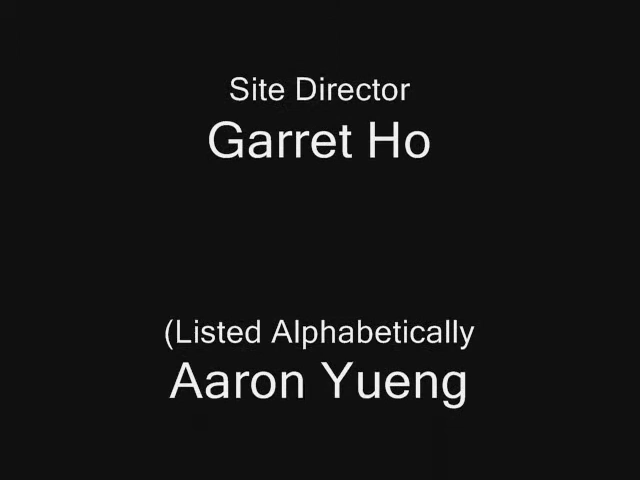 Site Director
Garret Ho
(Listed Alphabetically
Aaron Yueng